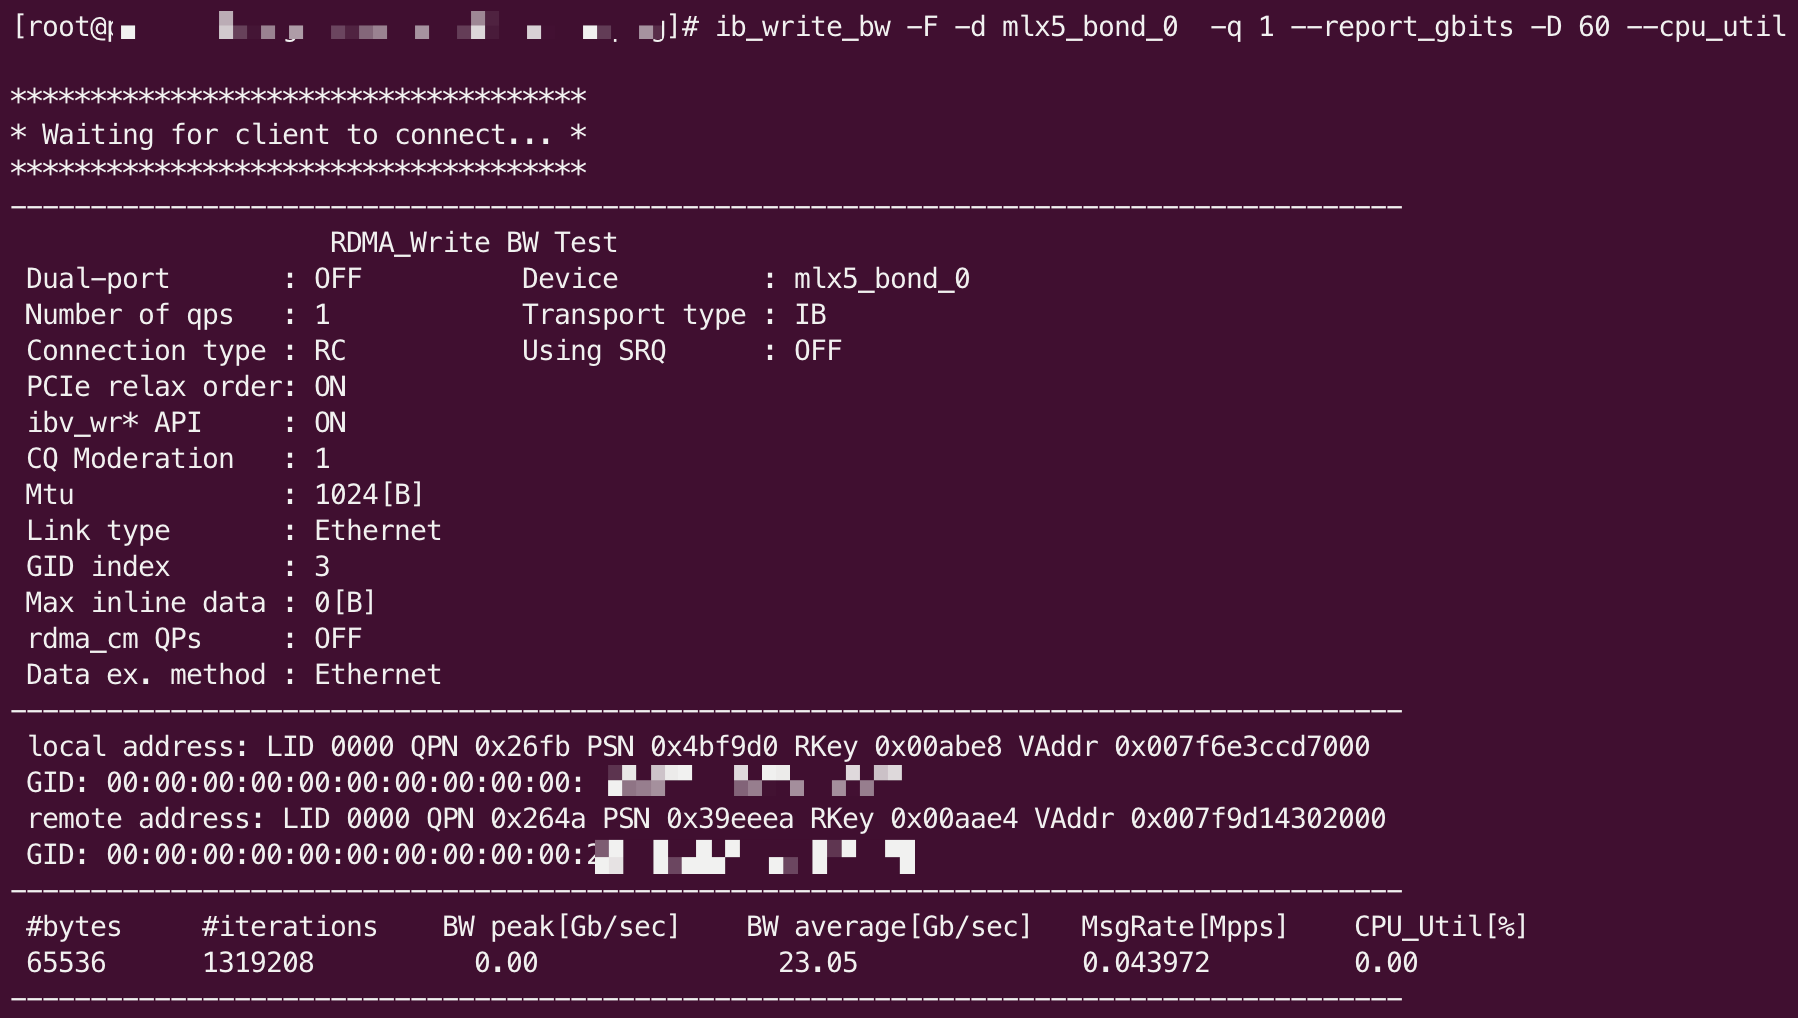 [root@ ]# ib_write_bw -F -d mlx5_bond_0  -q 1 --report_gbits -D 60 --cpu_util
************************************
* Waiting for client to connect... *
************************************
---------------------------------------------------------------------------------------
                    RDMA_Write BW Test
 Dual-port       : OFF          Device         : mlx5_bond_0
 Number of qps   : 1            Transport type : IB
 Connection type : RC           Using SRQ      : OFF
 PCIe relax order: ON
 ibv_wr* API     : ON
 CQ Moderation   : 1
 Mtu             : 1024[B]
 Link type       : Ethernet
 GID index       : 3
 Max inline data : 0[B]
 rdma_cm QPs     : OFF
 Data ex. method : Ethernet
---------------------------------------------------------------------------------------
 local address: LID 0000 QPN 0x26fb PSN 0x4bf9d0 RKey 0x00abe8 VAddr 0x007f6e3ccd7000
 GID: 00:00:00:00:00:00:00:00:00:00:
 remote address: LID 0000 QPN 0x264a PSN 0x39eeea RKey 0x00aae4 VAddr 0x007f9d14302000
 GID: 00:00:00:00:00:00:00:00:00:00:
---------------------------------------------------------------------------------------
 #bytes     #iterations    BW peak[Gb/sec]    BW average[Gb/sec]   MsgRate[Mpps]    CPU_Util[%]
 65536      1319208          0.00               23.05              0.043972         0.00
---------------------------------------------------------------------------------------